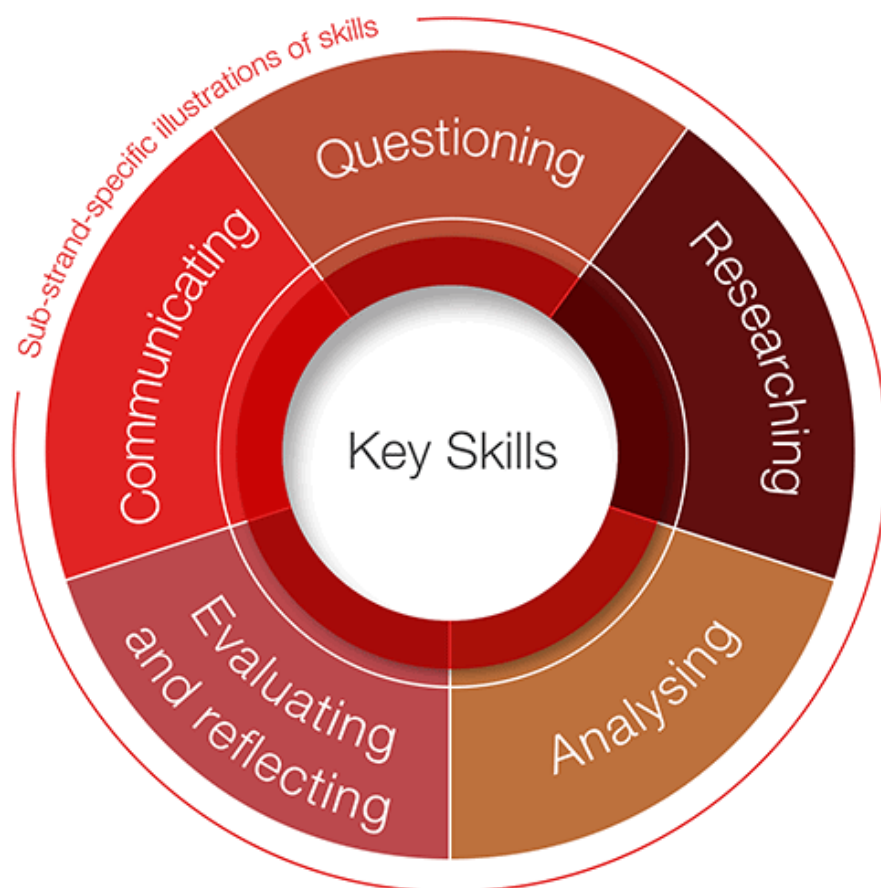 Sub-strand-specific illustrations of skills
Questioning
Researching
Analysing
Evaluating
and reflecting
Communicating
Key Skills